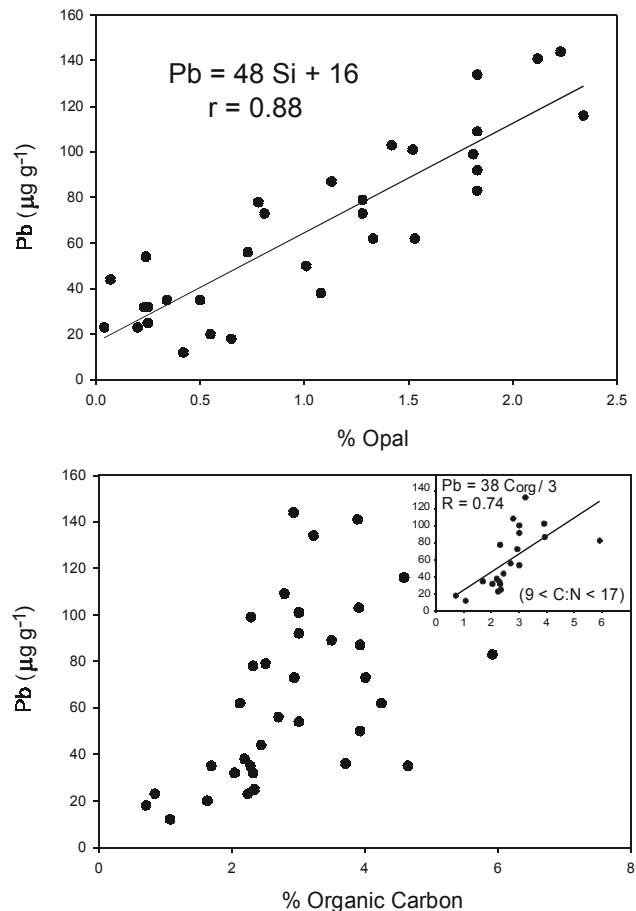 160
140
120
100
80
60
40
20
0
Pb (μg g-1)
Pb = 48 Si + 16
r = 0.88
0.0 0.5 1.0 1.5 2.0 2.5
% Opal
160
140
120
100
80
60
40
20
0
Pb (μg g-1)
140
120
100
80
60
40
20
0
Pb = 38 Corg / 3
R = 0.74
(9 < C:N < 17)
0 1 2 3 4 5 6 7
0 2 4 6 8
% Organic Carbon